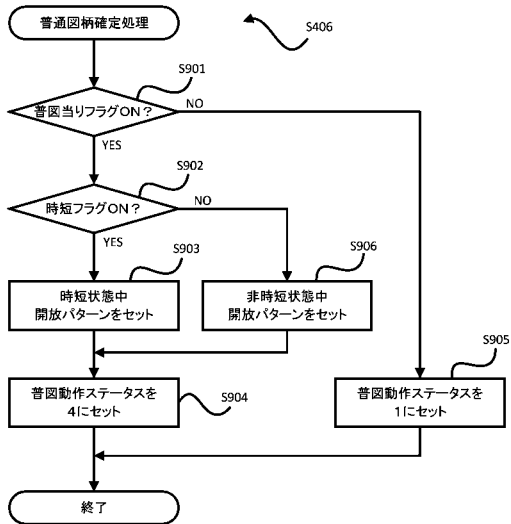 普通図柄確定処理
S406
S901
普図当りフラグON？
NO
YES
S902
時短フラグON？
NO
YES
S903
時短状態中
開放パターンをセット
S906
非時短状態中
開放パターンをセット
S905
普図動作ステータスを
4にセット
S904
普図動作ステータスを
1にセット
終了